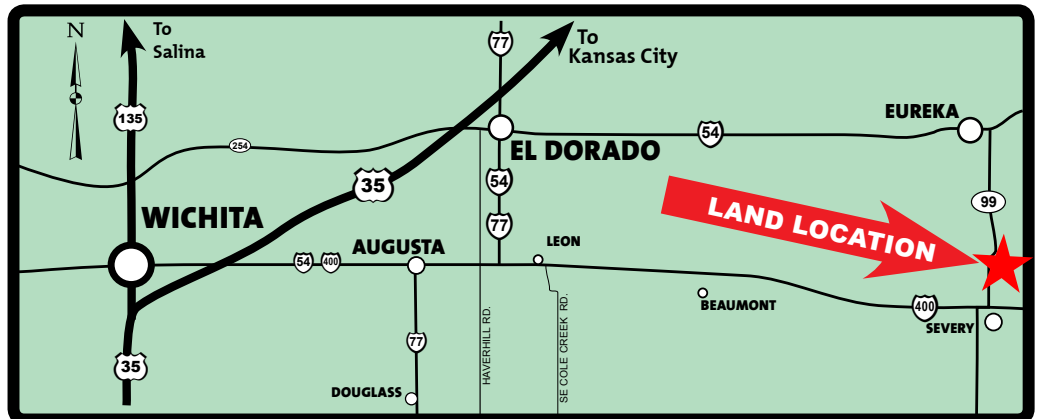 N
To
Salina
77
To
Kansas City
135
EUREKA
254
EL DORADO
54
35
54
99
WICHITA
77
LAND LOCATION
AUGUSTA
LEON
54
400
BEAUMONT
400
SEVERY
HAVERHILL RD.
SE COLE CREEK RD.
77
35
DOUGLASS